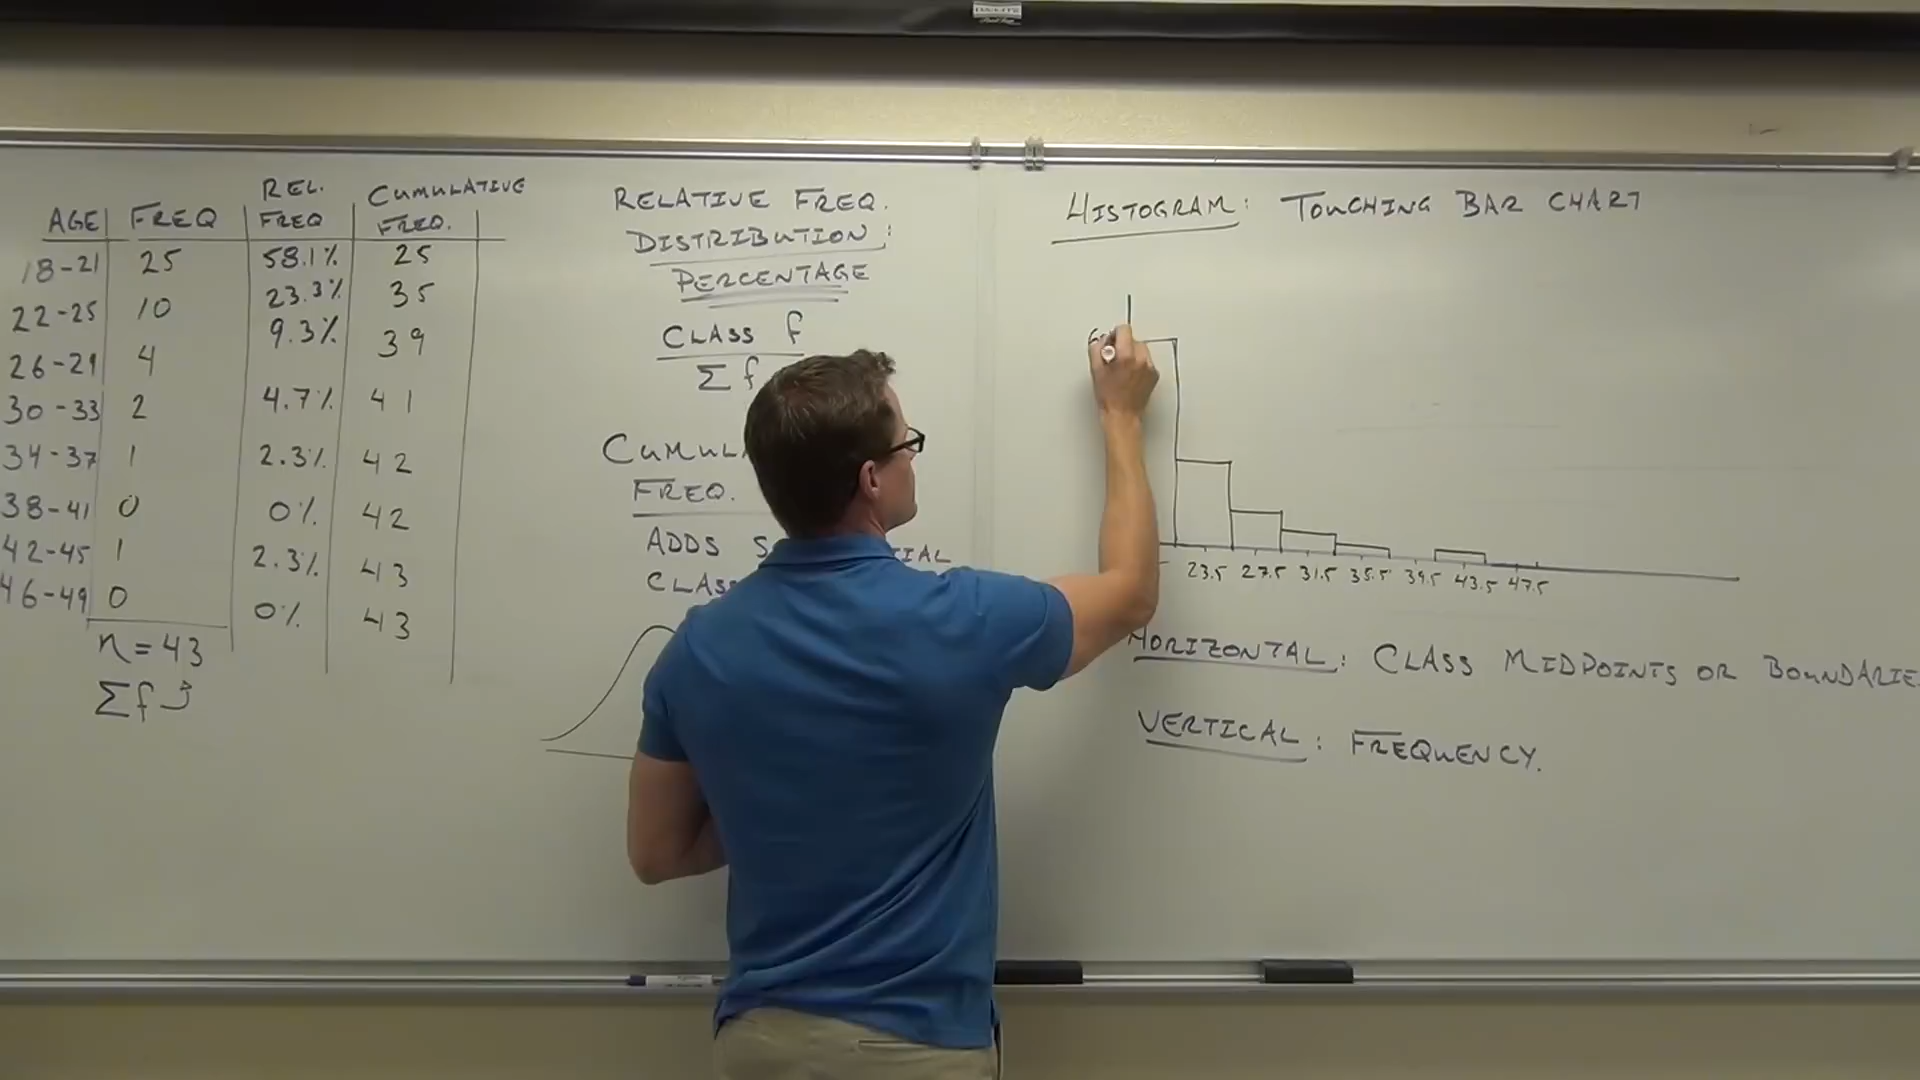 AGE FREQ REL. FREQ CUMULATIVE FREQ.
18-21 25 58.1% 25
22-25 10 23.3% 35
26-29 4 9.3% 39
30-33 2 4.7% 41
34-37 1 2.3% 42
38-41 0 0% 42
42-45 1 2.3% 43
46-49 0 0% 43
n = 43
Σf
RELATIVE FREQ.
DISTRIBUTION:
PERCENTAGE
CLASS f
Σ f
FREQ.
ADDS
HISTOGRAM: TOUCHING BAR CHART
23.5 27.5 31.5 35.5 39.5 43.5 47.5
HORIZONTAL: CLASS MIDPOINTS OR BOUNDARIE
VERTICAL: FREQUENCY.